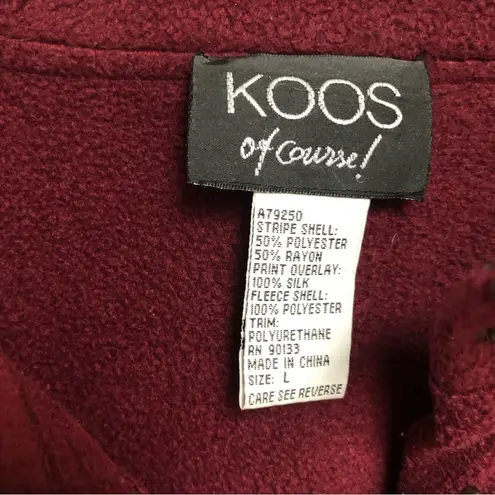 KOOS
of Course!
A79250
STRIPE SHELL:
50% POLYESTER
50% RAYON
PRINT OVERLAY:
100% SILK
FLEECE SHELL:
100% POLYESTER
TRIM:
POLYURETHANE
RN 90133
MADE IN CHINA
SIZE: L
CARE SEE REVERSE